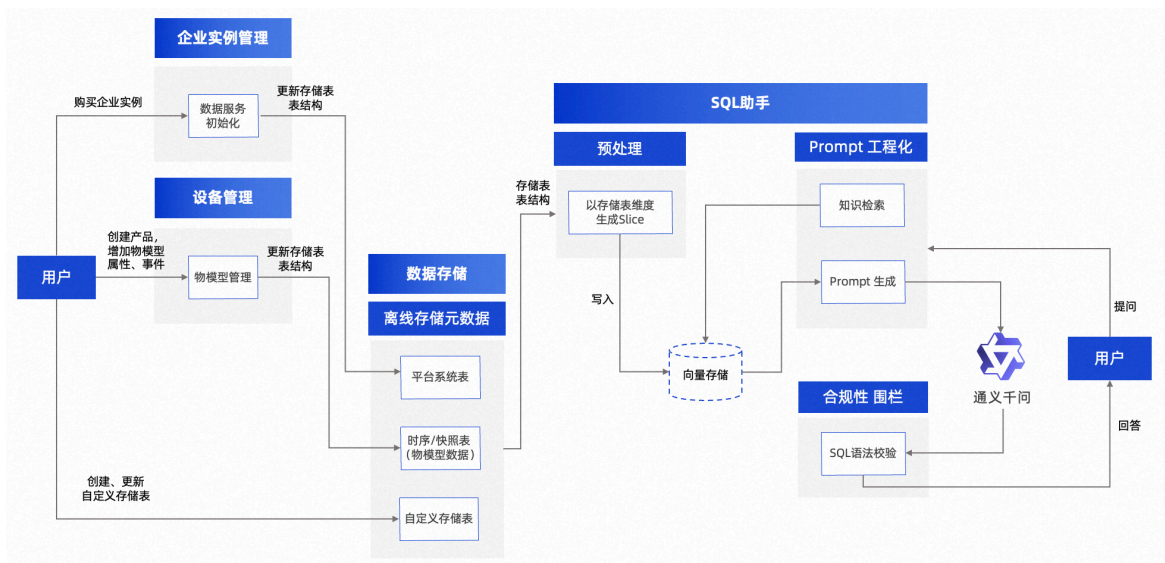 企业实例管理
购买企业实例
数据服务
初始化
更新存储表
表结构
设备管理
创建产品,
增加物模型
属性、事件
物模型管理
更新存储表
表结构
用户
创建、更新
自定义存储表
数据存储
离线存储元数据
平台系统表
时序/快照表
(物模型数据)
自定义存储表
存储表
表结构
SQL助手
预处理
以存储表维度
生成Slice
写入
向量存储
Prompt 工程化
知识检索
Prompt 生成
通义千问
合规性 围栏
SQL语法校验
提问
用户
回答